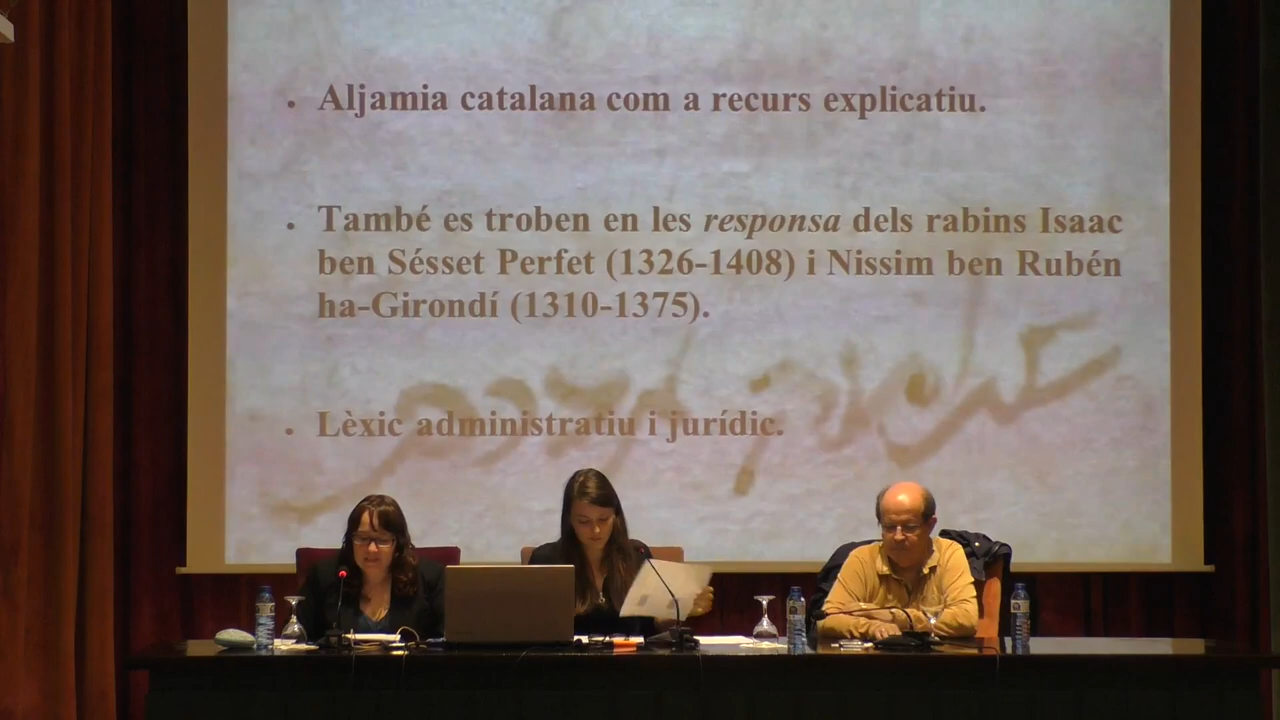 . Aljamia catalana com a recurs explicatiu.
. També es troben en les responsa dels rabins Isaac
ben Sésset Perfet (1326-1408) i Nissim ben Rubén
ha-Girondí (1310-1375).
. Lèxic administratiu i jurídic.